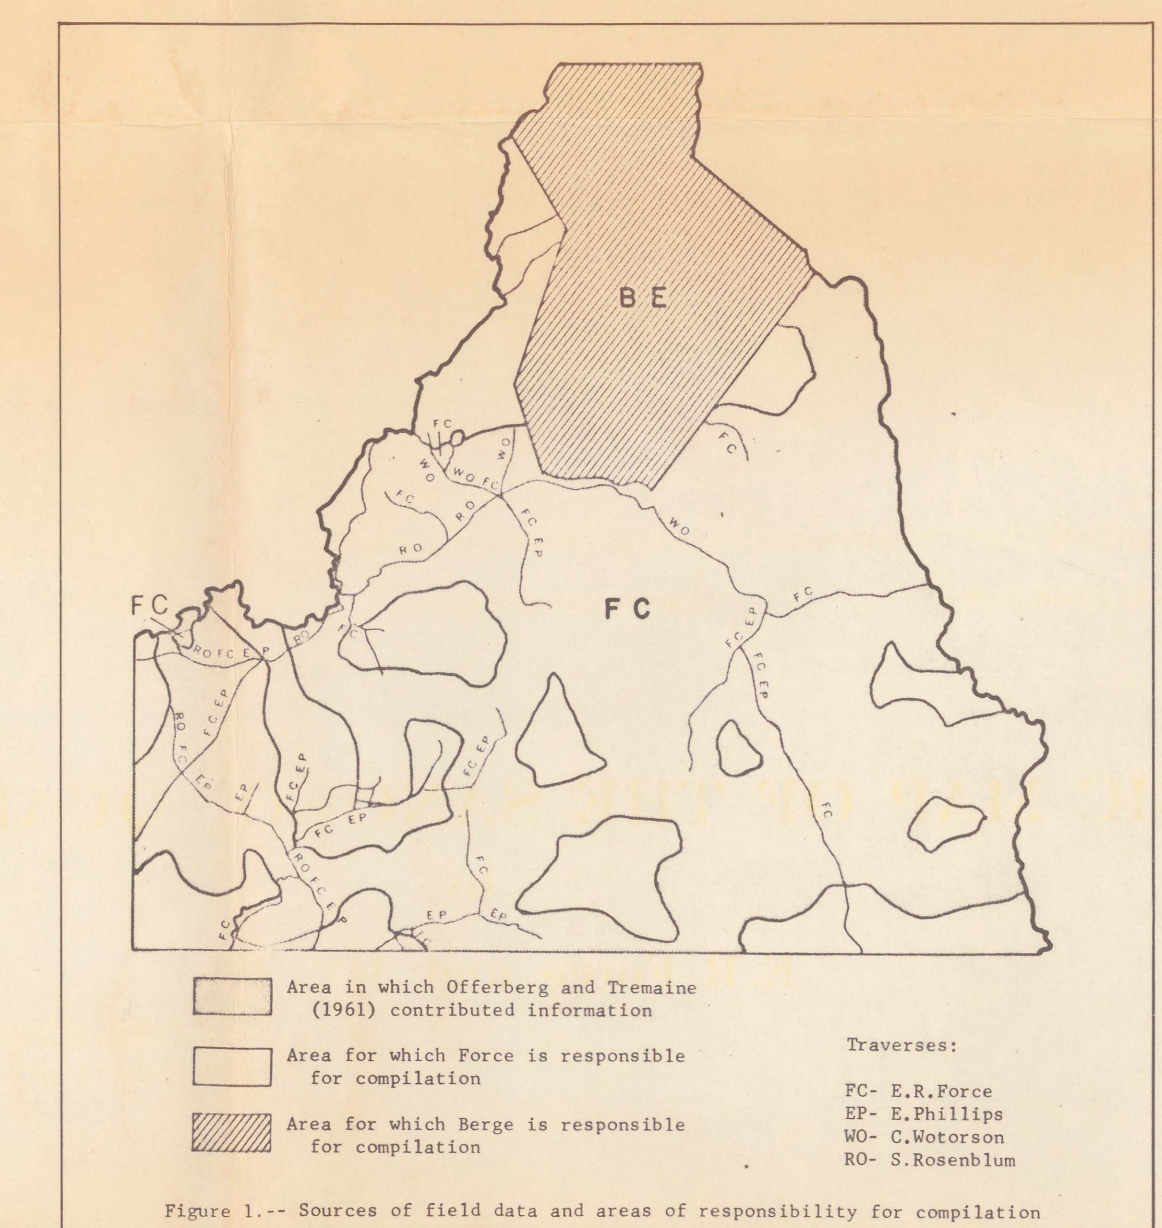 B E
FC
WO
WO
WO FC
FC
FC
RO
FC EP
WO
RO
FC
F C
FC
F C
FC EP
RO
FC
RO FC E P
FC EP
FC EP
RO FC
FC EP
FC EP
EP
EP
FC
FC EP
FC
RO FC E P
EP
EP
FC
FC
Area in which Offerberg and Tremaine
(1961) contributed information
Area for which Force is responsible
for compilation
Area for which Berge is responsible
for compilation
Traverses:
FC- E.R.Force
EP- E.Phillips
WO- C.Wotorson
RO- S.Rosenblum
Figure 1.-- Sources of field data and areas of responsibility for compilation